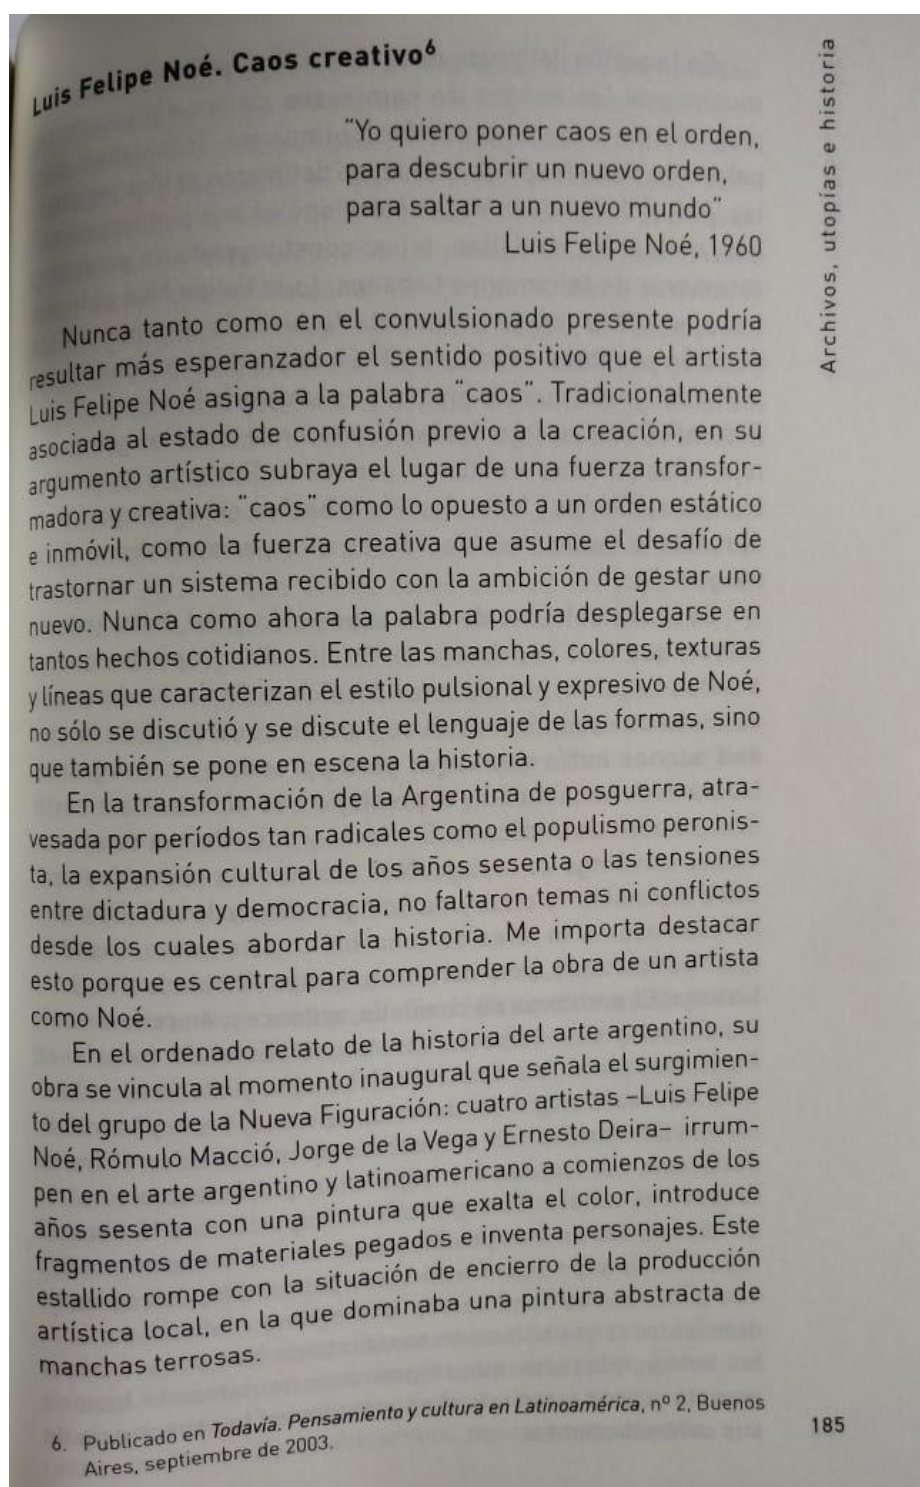 Luis Felipe Noé. Caos creativo⁶
"Yo quiero poner caos en el orden,
para descubrir un nuevo orden,
para saltar a un nuevo mundo"
Luis Felipe Noé, 1960
Nunca tanto como en el convulsionado presente podría
resultar más esperanzador el sentido positivo que el artista
Luis Felipe Noé asigna a la palabra "caos". Tradicionalmente
asociada al estado de confusión previo a la creación, en su
argumento artístico subraya el lugar de una fuerza transfor-
madora y creativa: "caos" como lo opuesto a un orden estático
e inmóvil, como la fuerza creativa que asume el desafío de
trastornar un sistema recibido con la ambición de gestar uno
nuevo. Nunca como ahora la palabra podría desplegarse en
tantos hechos cotidianos. Entre las manchas, colores, texturas
y líneas que caracterizan el estilo pulsional y expresivo de Noé,
no sólo se discutió y se discute el lenguaje de las formas, sino
que también se pone en escena la historia.
En la transformación de la Argentina de posguerra, atra-
vesada por períodos tan radicales como el populismo peronis-
ta, la expansión cultural de los años sesenta o las tensiones
entre dictadura y democracia, no faltaron temas ni conflictos
desde los cuales abordar la historia. Me importa destacar
esto porque es central para comprender la obra de un artista
como Noé.
En el ordenado relato de la historia del arte argentino, su
obra se vincula al momento inaugural que señala el surgimien-
to del grupo de la Nueva Figuración: cuatro artistas –Luis Felipe
Noé, Rómulo Macció, Jorge de la Vega y Ernesto Deira– irrum-
pen en el arte argentino y latinoamericano a comienzos de los
años sesenta con una pintura que exalta el color, introduce
fragmentos de materiales pegados e inventa personajes. Este
estallido rompe con la situación de encierro de la producción
artística local, en la que dominaba una pintura abstracta de
manchas terrosas.
6. Publicado en Todavía. Pensamiento y cultura en Latinoamérica, nº 2, Buenos
Aires, septiembre de 2003.
Archivos, utopías e historia
185